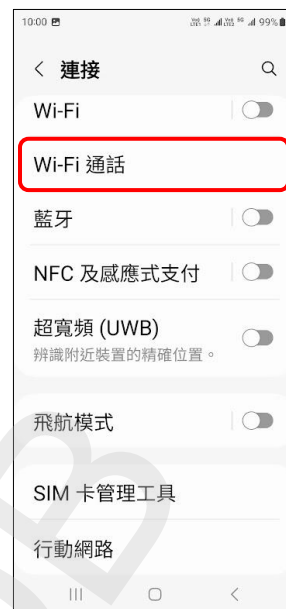 10:00
99%
連接
Wi-Fi
Wi-Fi 通話
藍牙
NFC 及感應式支付
超寬頻 (UWB)
辨識附近裝置的精確位置。
飛航模式
SIM 卡管理工具
行動網路